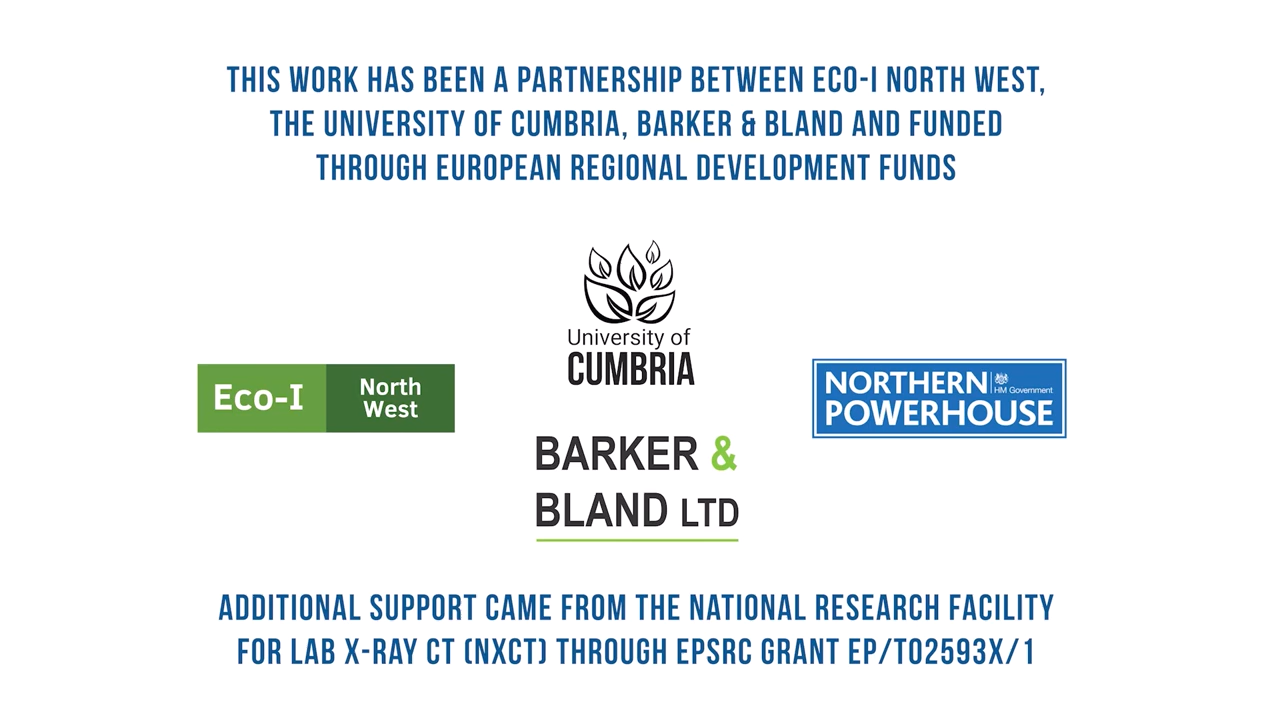 THIS WORK HAS BEEN A PARTNERSHIP BETWEEN ECO-I NORTH WEST,
THE UNIVERSITY OF CUMBRIA, BARKER & BLAND AND FUNDED
THROUGH EUROPEAN REGIONAL DEVELOPMENT FUNDS
University of
CUMBRIA
Eco-I
North
West
NORTHERN
HM Government
POWERHOUSE
BARKER &
BLAND LTD
ADDITIONAL SUPPORT CAME FROM THE NATIONAL RESEARCH FACILITY
FOR LAB X-RAY CT (NXCT) THROUGH EPSRC GRANT EP/T02593X/1